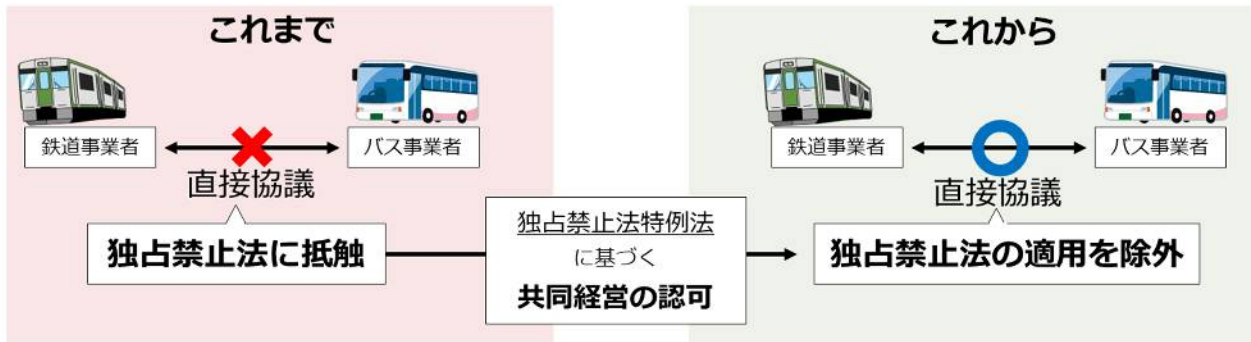 これまで
鉄道事業者
バス事業者
直接協議
独占禁止法に抵触
独占禁止法特例法
に基づく
共同経営の認可
これから
鉄道事業者
バス事業者
直接協議
独占禁止法の適用を除外